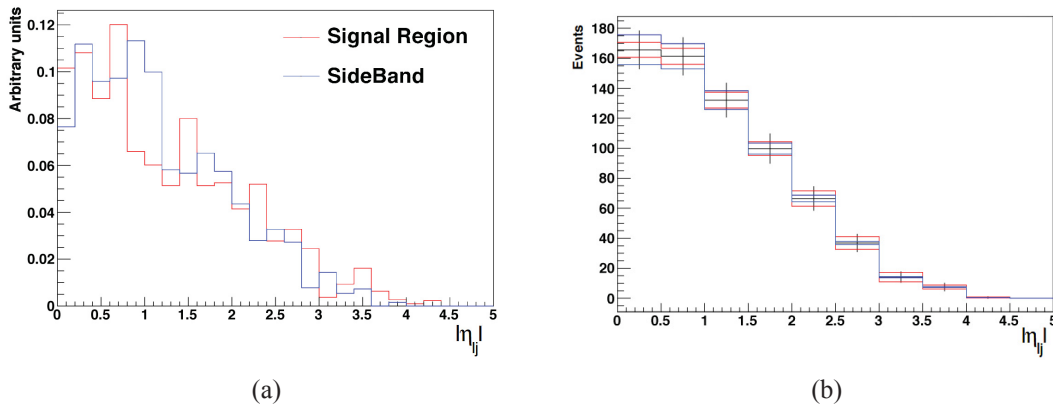 Arbitrary units
0.12
0.1
0.08
0.06
0.04
0.02
0
Signal Region
SideBand
0 0.5 1 1.5 2 2.5 3 3.5 4 4.5 5
|η_lj|
(a)
Events
180
160
140
120
100
80
60
40
20
0
0 0.5 1 1.5 2 2.5 3 3.5 4 4.5 5
|η_lj|
(b)